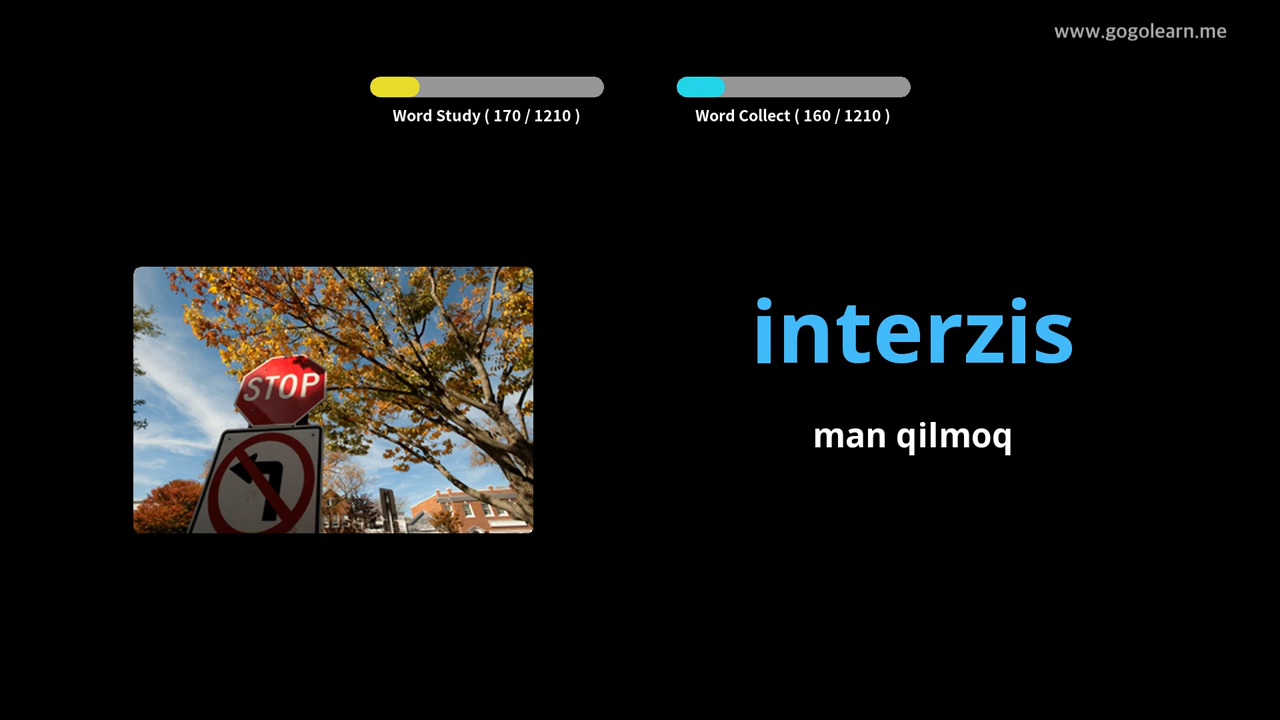 www.gogolearn.me
Word Study ( 170 / 1210 )
Word Collect ( 160 / 1210 )
STOP
interzis
man qilmoq